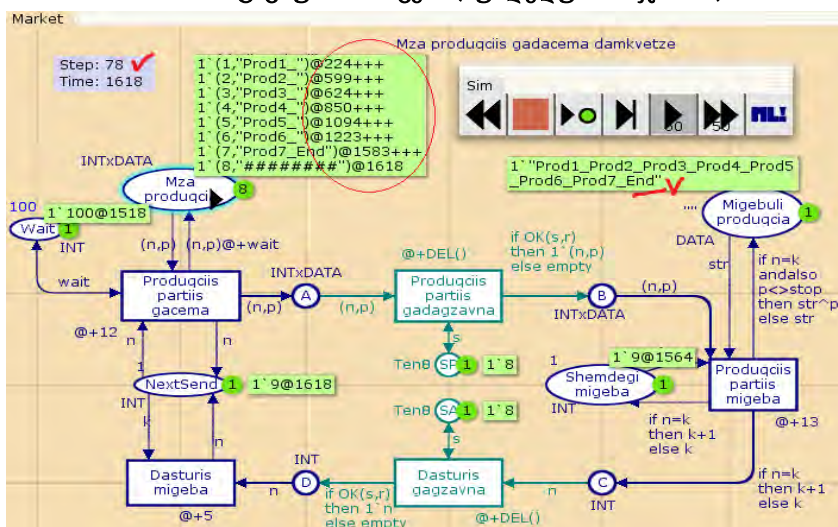 Market
Mza produqciis gadacema damkvetze
Step: 78
Time: 1618
1`(1,"Prod1_")@224+++
1`(2,"Prod2_")@599+++
1`(3,"Prod3_")@624+++
1`(4,"Prod4_")@850+++
1`(5,"Prod5_")@1094+++
1`(6,"Prod6_")@1223+++
1`(7,"Prod7_End")@1583+++
1`(8,"########")@1618
Sim
ML!
INTxDATA
Mza
produqcia
8
1`"Prod1_Prod2_Prod3_Prod4_Prod5
_Prod6_Prod7_End"
Migebuli
produqcia
1
""
DATA
100
1`100@1518
Wait
1
INT
(n,p)
(n,p)@+wait
wait
Produqciis
partiis
gacema
@+12
(n,p)
INTxDATA
A
(n,p)
@+DEL()
Produqciis
partiis
gadagzavna
if OK(s,r)
then 1`(n,p)
else empty
B
INTxDATA
(n,p)
str
if n=k
andalso
p<>stop
then str^p
else str
n
n
s
Ten8
SP
1
1`8
1
NextSend
1
1`9@1618
INT
1
1`9@1564
Shemdegi
migeba
1
INT
Produqciis
partiis
migeba
@+13
Ten8
SA
1
1`8
s
k
n
if n=k
then k+1
else k
if n=k
then k+1
else k
Dasturis
migeba
@+5
n
INT
D
if OK(s,r)
then 1`n
else empty
Dasturis
gagzavna
@+DEL()
n
C
INT